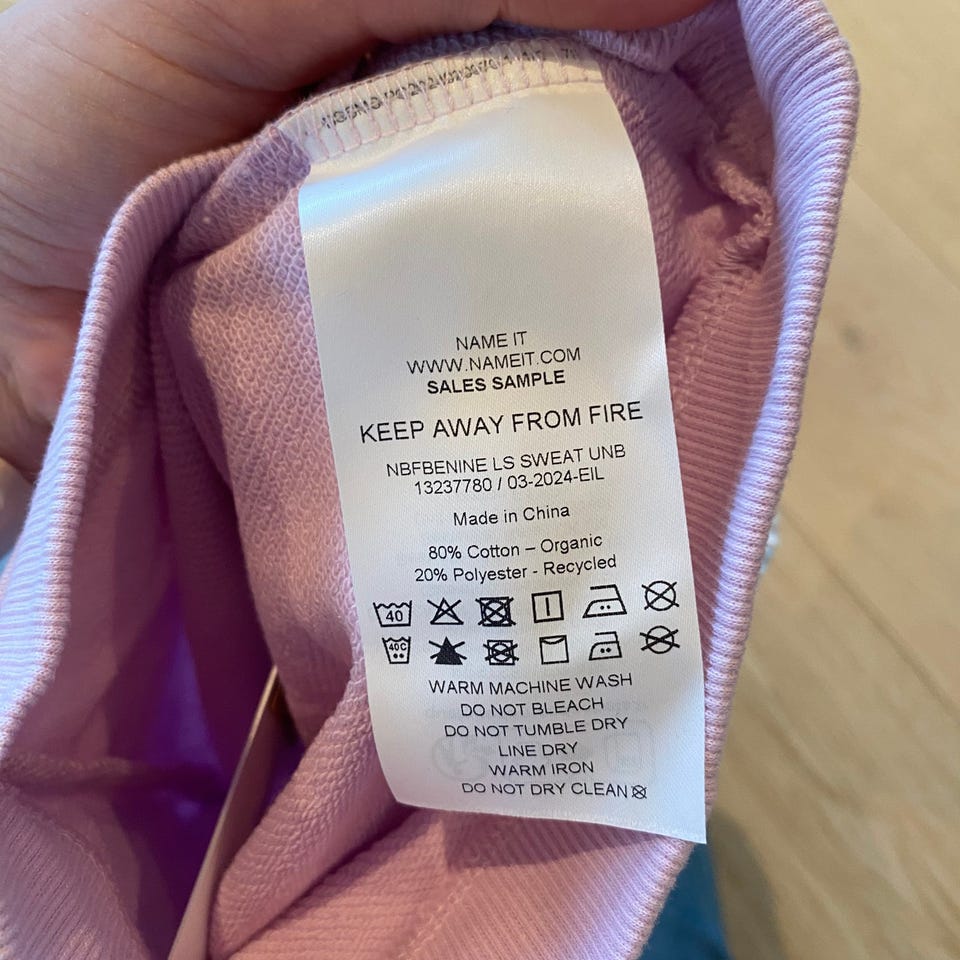 NAME IT
WWW.NAMEIT.COM
SALES SAMPLE
KEEP AWAY FROM FIRE
NBFBENINE LS SWEAT UNB
13237780 / 03-2024-EIL
Made in China
80% Cotton – Organic
20% Polyester - Recycled
40
40C
WARM MACHINE WASH
DO NOT BLEACH
DO NOT TUMBLE DRY
LINE DRY
WARM IRON
DO NOT DRY CLEAN